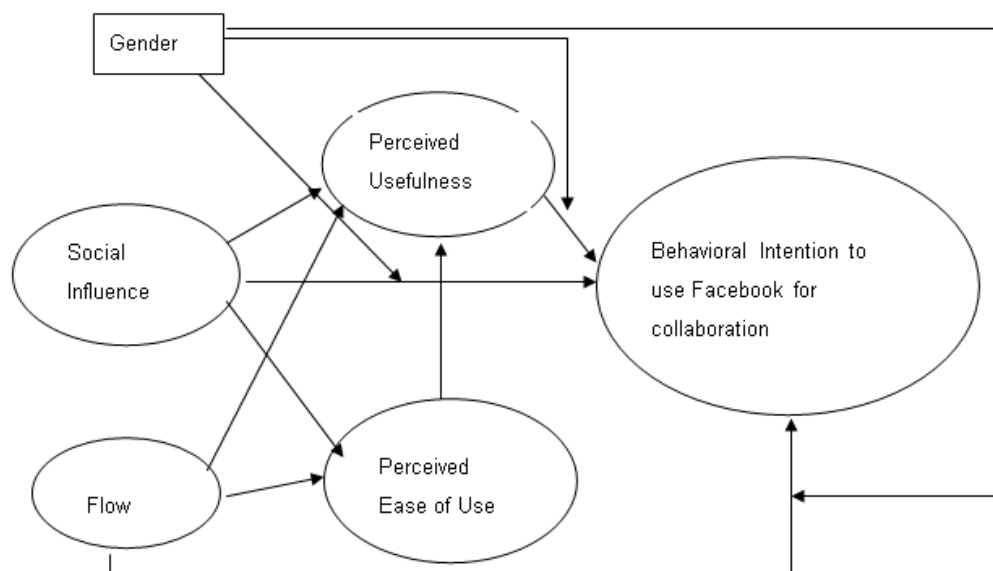 Gender
Perceived
Usefulness
Social
Influence
Behavioral Intention to
use Facebook for
collaboration
Perceived
Ease of Use
Flow